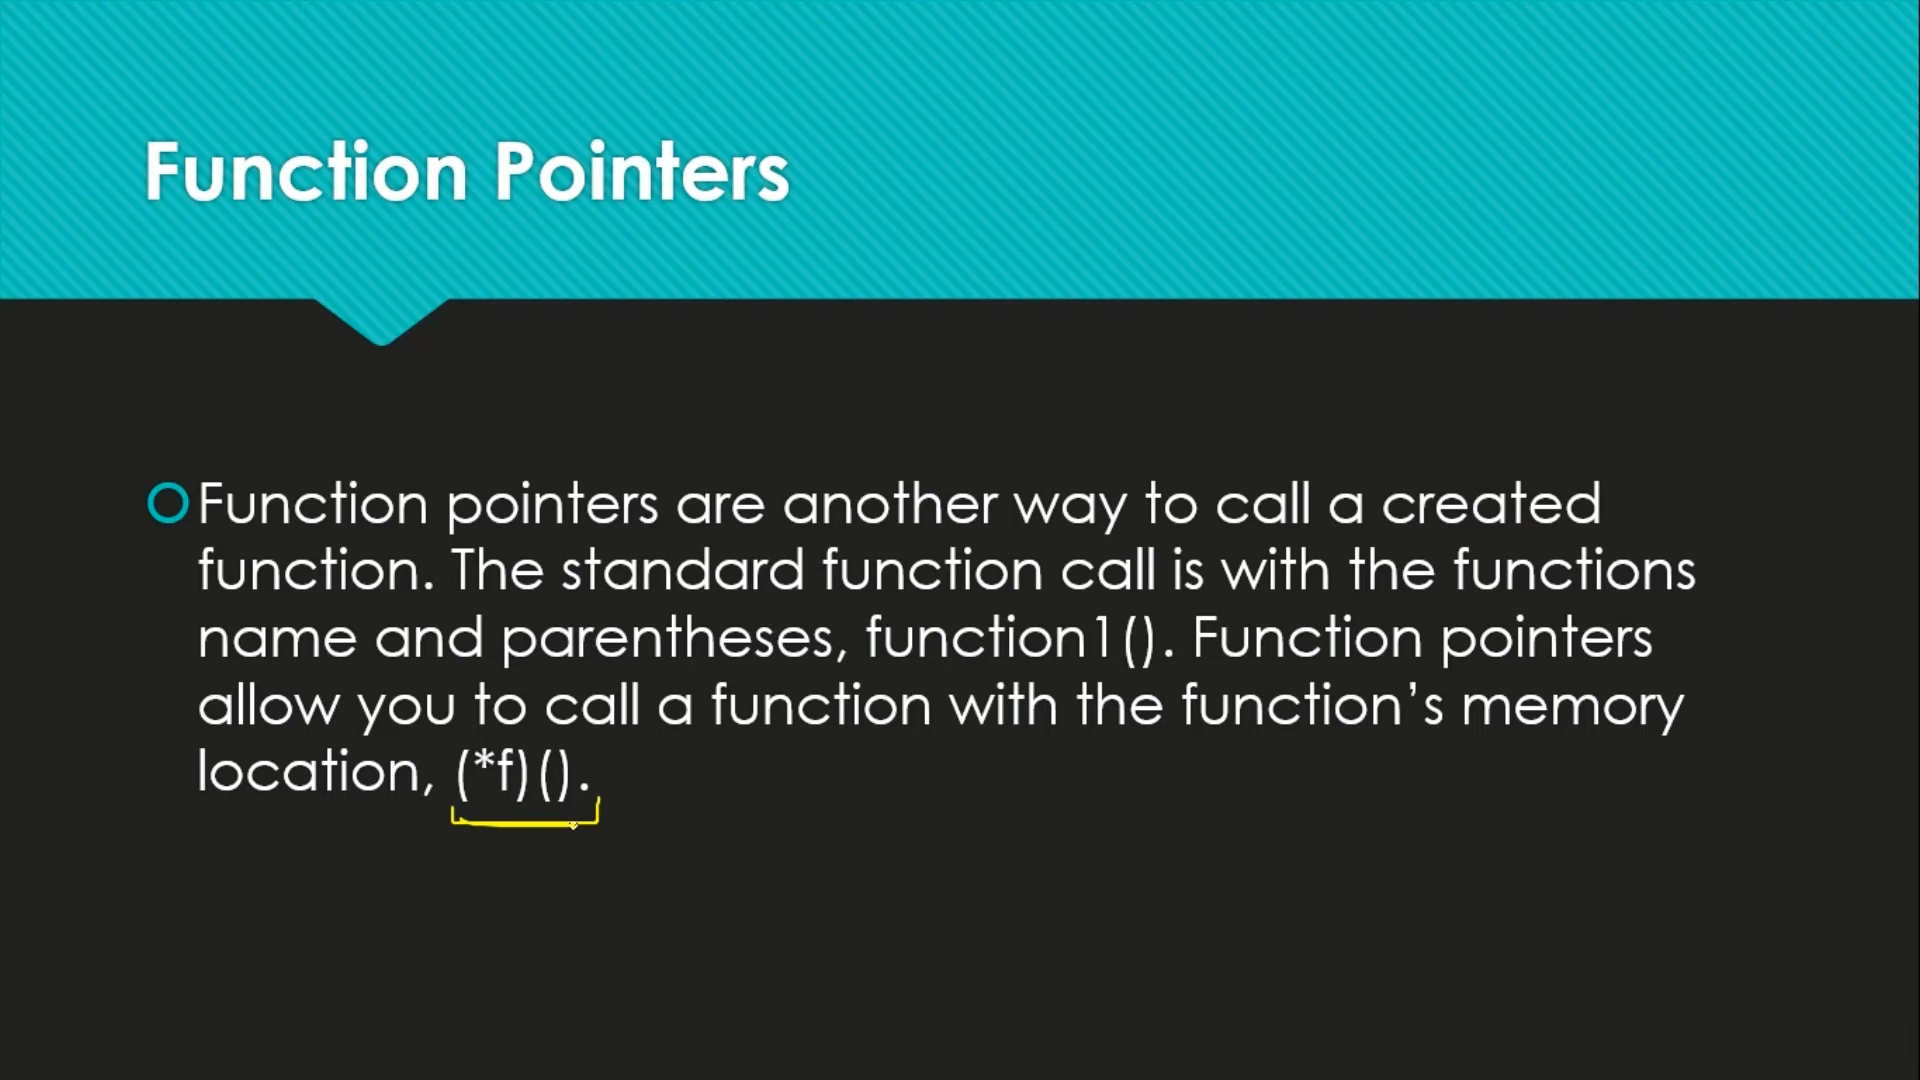 Function Pointers
Function pointers are another way to call a created
function. The standard function call is with the functions
name and parentheses, function1(). Function pointers
allow you to call a function with the function’s memory
location, (*f)().